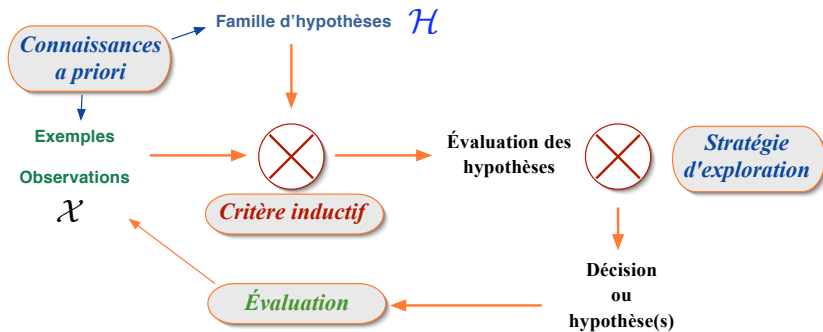 Famille d'hypothèses ℋ
Connaissances
a priori
Exemples
Observations
𝒳
Critère inductif
Évaluation des
hypothèses
Stratégie
d'exploration
Décision
ou
hypothèse(s)
Évaluation